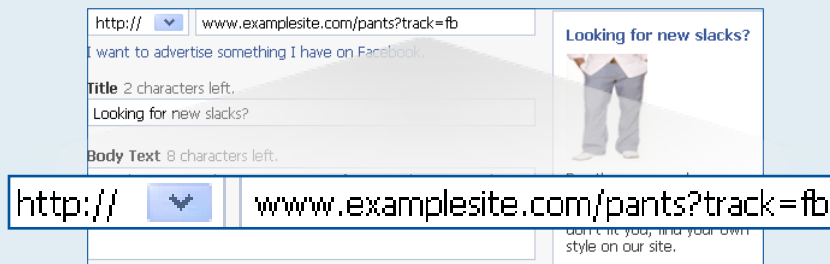 http://
www.examplesite.com/pants?track=fb
I want to advertise something I have on Facebook.
Title 2 characters left.
Looking for new slacks?
Body Text 8 characters left.
http://
www.examplesite.com/pants?track=fb
Looking for new slacks?
don't fit you, find your own
style on our site.